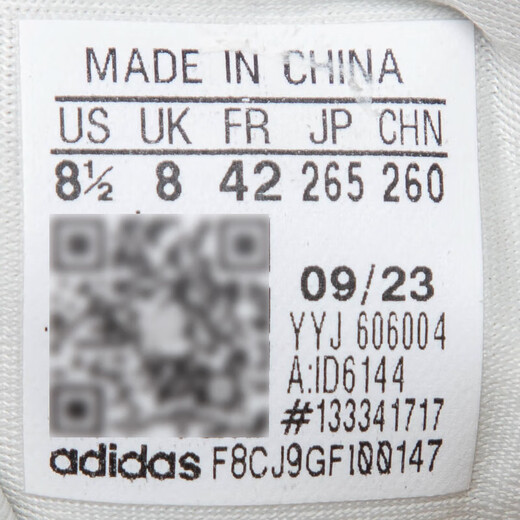 MADE IN CHINA
US UK FR JP CHN
8½ 8 42 265 260
09/23
YYJ 606004
A:ID6144
#133341717
adidas F8CJ9GFI00147